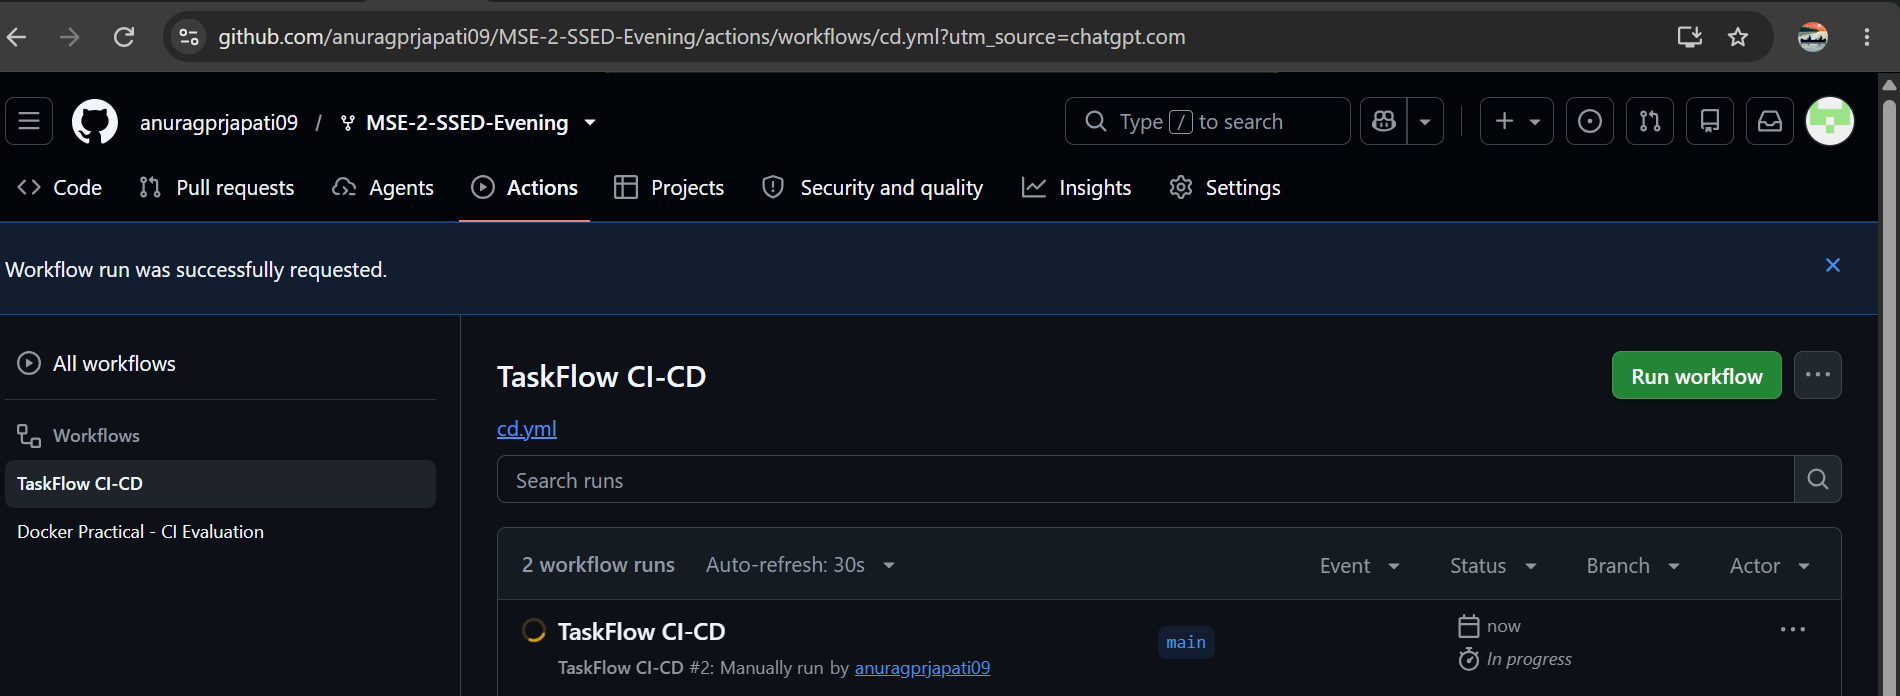 github.com/anuragprjapati09/MSE-2-SSED-Evening/actions/workflows/cd.yml?utm_source=chatgpt.com
anuragprjapati09 / MSE-2-SSED-Evening
Type / to search
Code Pull requests Agents Actions Projects Security and quality Insights Settings
Workflow run was successfully requested.
All workflows
Workflows
TaskFlow CI-CD
Docker Practical - CI Evaluation
TaskFlow CI-CD
Run workflow
cd.yml
Search runs
2 workflow runs Auto-refresh: 30s Event Status Branch Actor
TaskFlow CI-CD
TaskFlow CI-CD #2: Manually run by anuragprjapati09
main
now
In progress